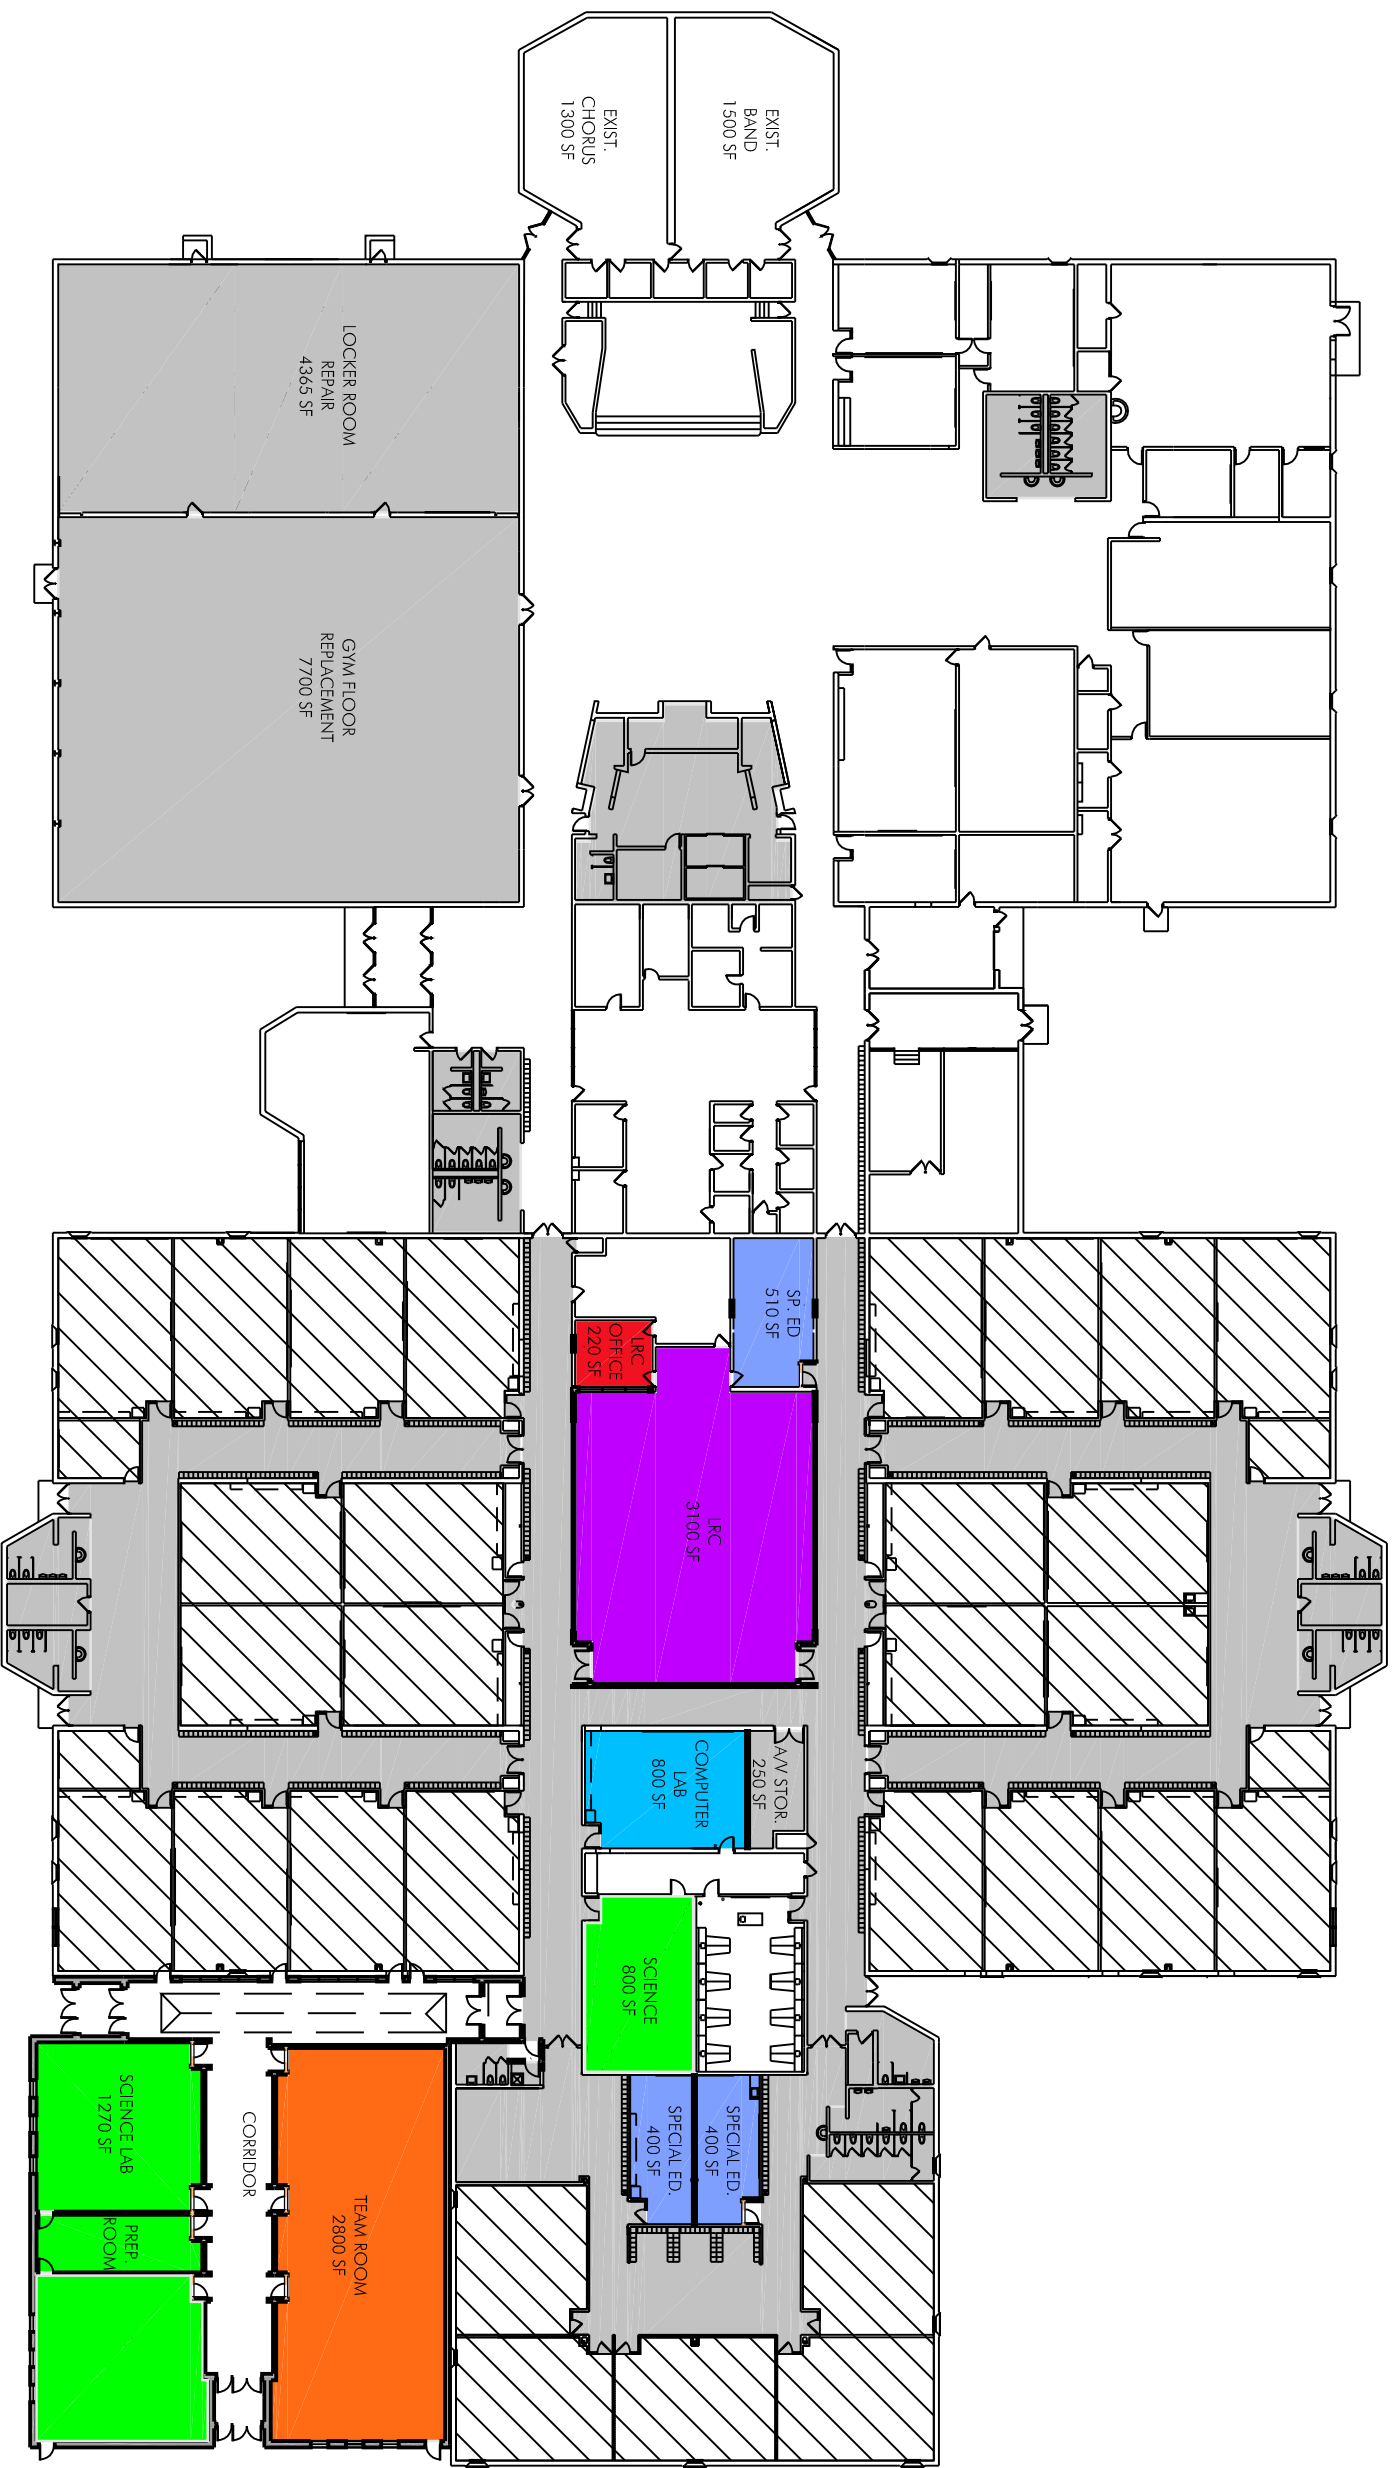 EXIST.
CHORUS
1300 SF
EXIST.
BAND
1500 SF
LOCKER ROOM
REPAIR
4365 SF
GYM FLOOR
REPLACEMENT
7700 SF
SP. ED
510 SF
LRC
OFFICE
220 SF
LRC
3100 SF
COMPUTER
LAB
800 SF
A/V STOR.
250 SF
SCIENCE
800 SF
SPECIAL ED.
400 SF
SPECIAL ED.
400 SF
SCIENCE LAB
1270 SF
CORRIDOR
TEAM ROOM
2800 SF
PREP.
ROOM